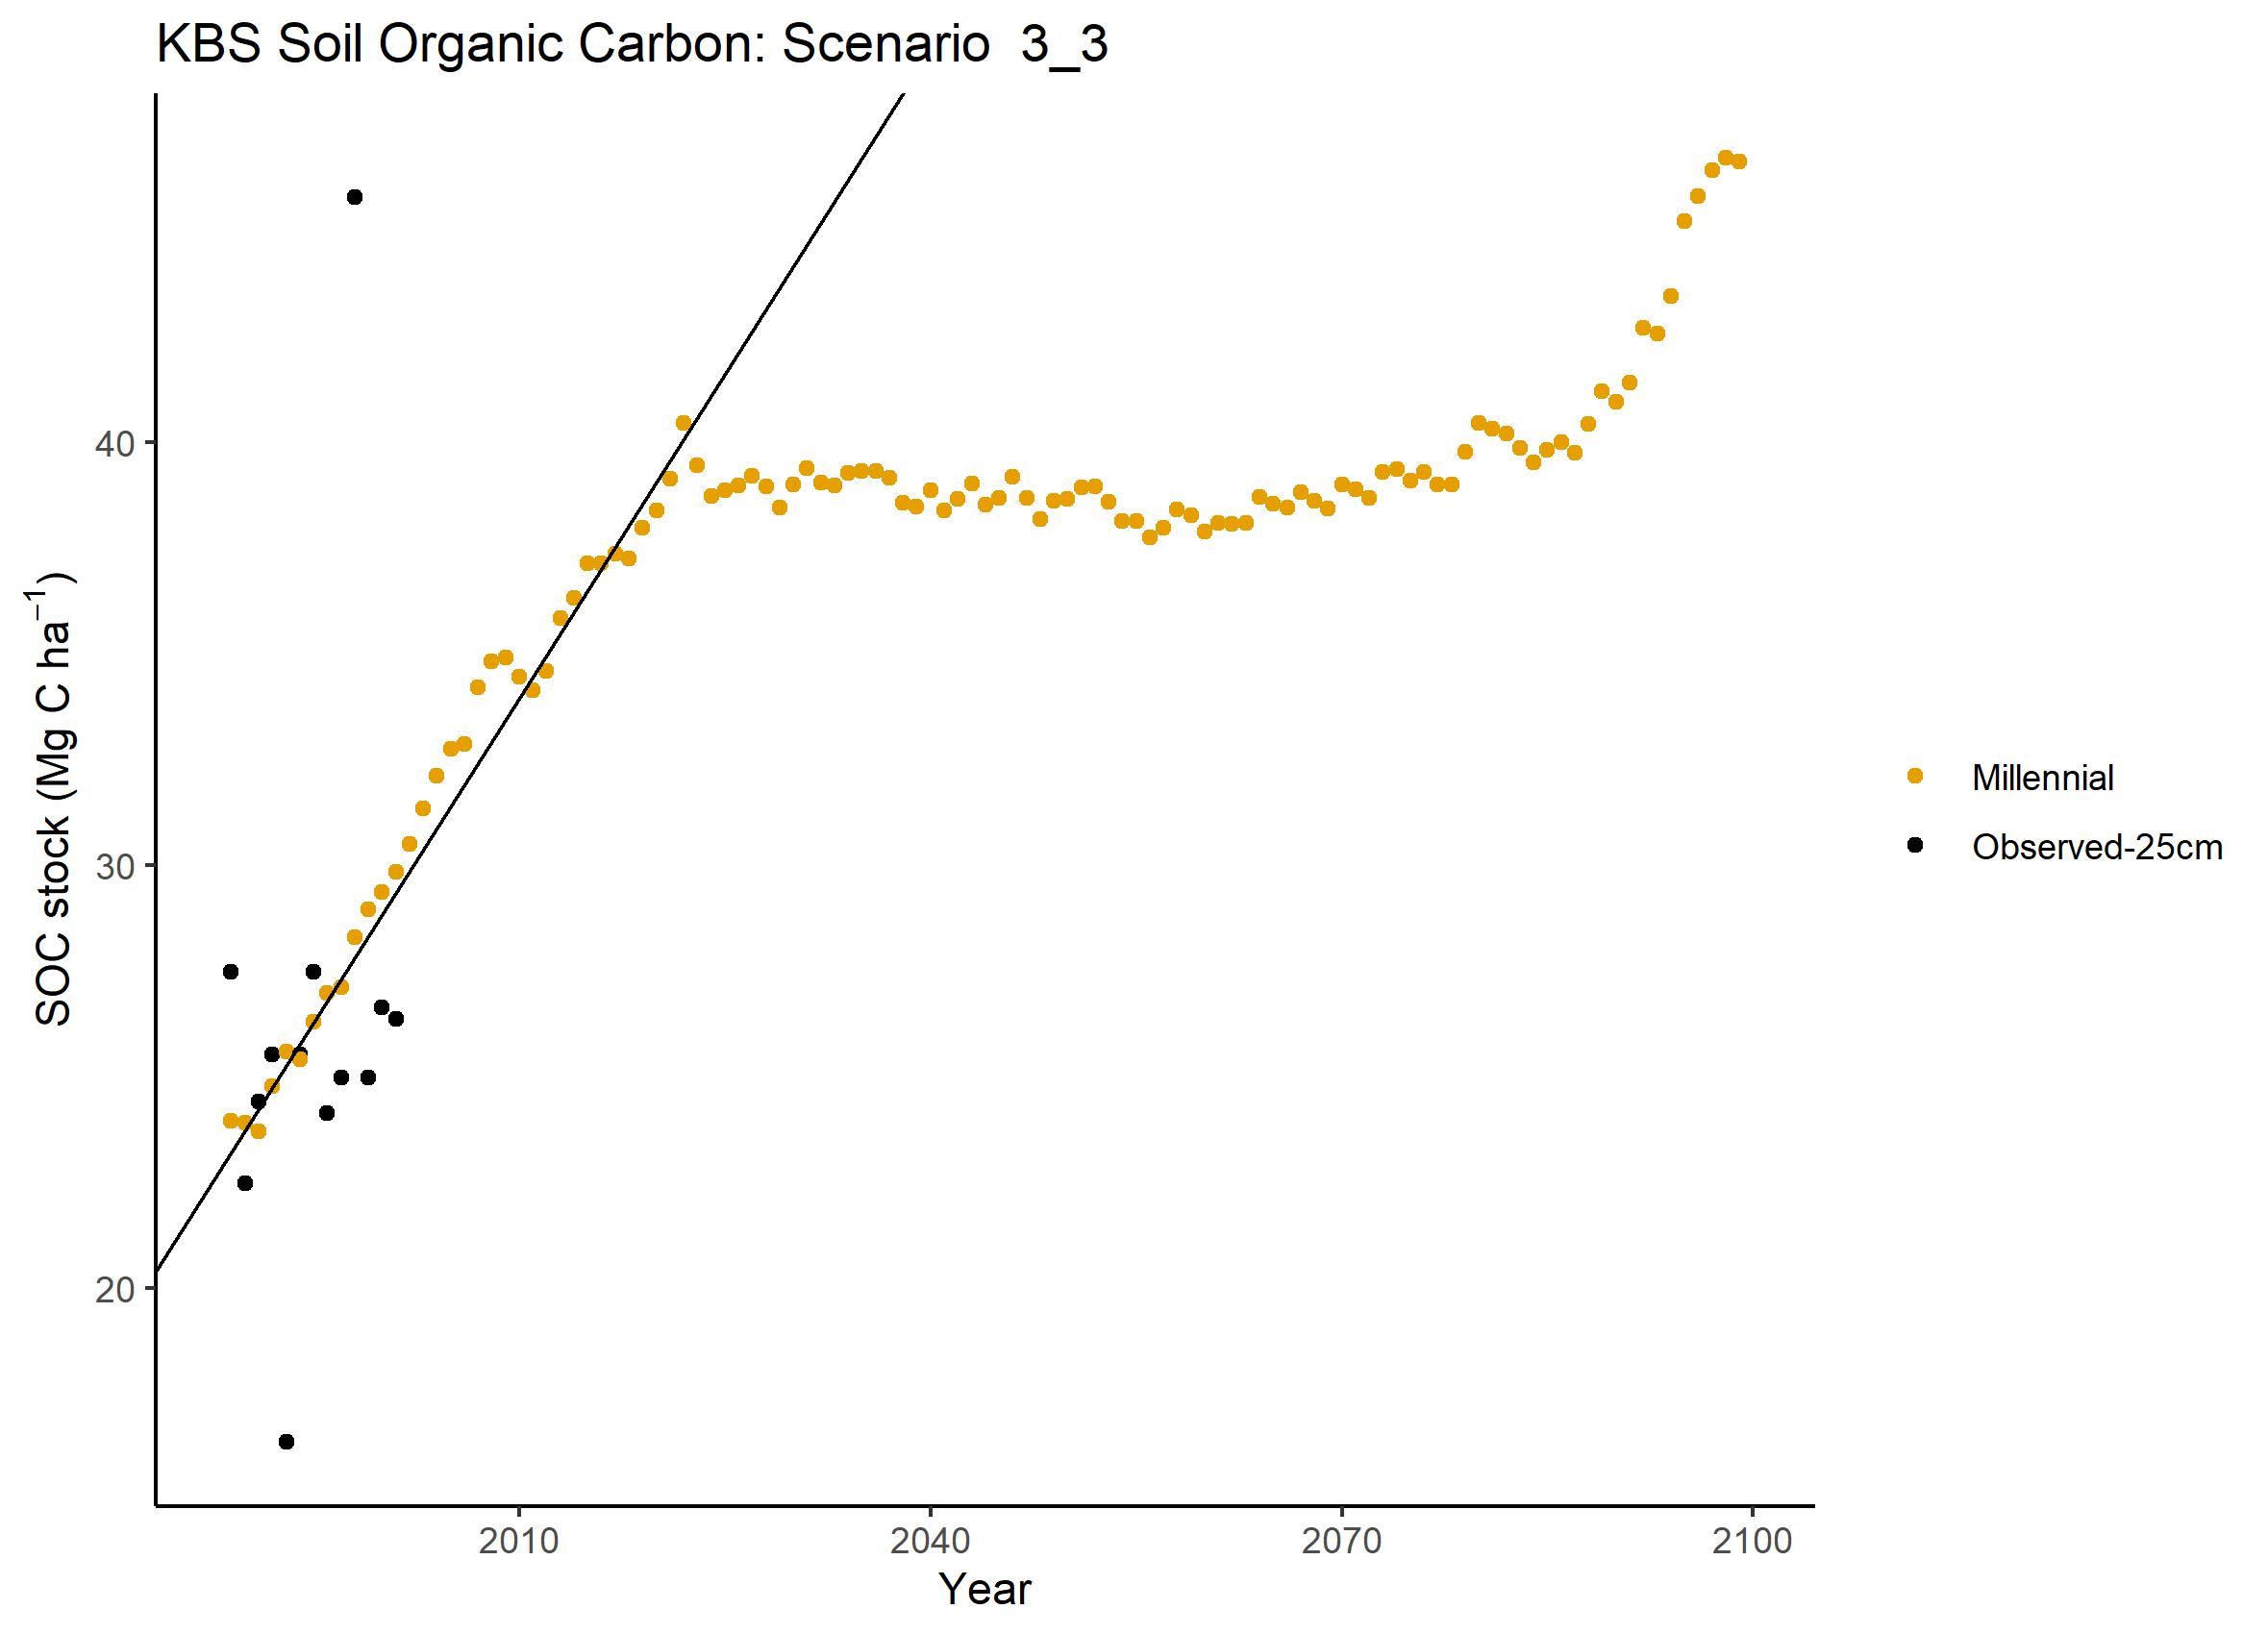 KBS Soil Organic Carbon: Scenario  3_3
SOC stock (Mg C ha⁻¹)
40
30
20
2010
2040
2070
2100
Year
Millennial
Observed-25cm